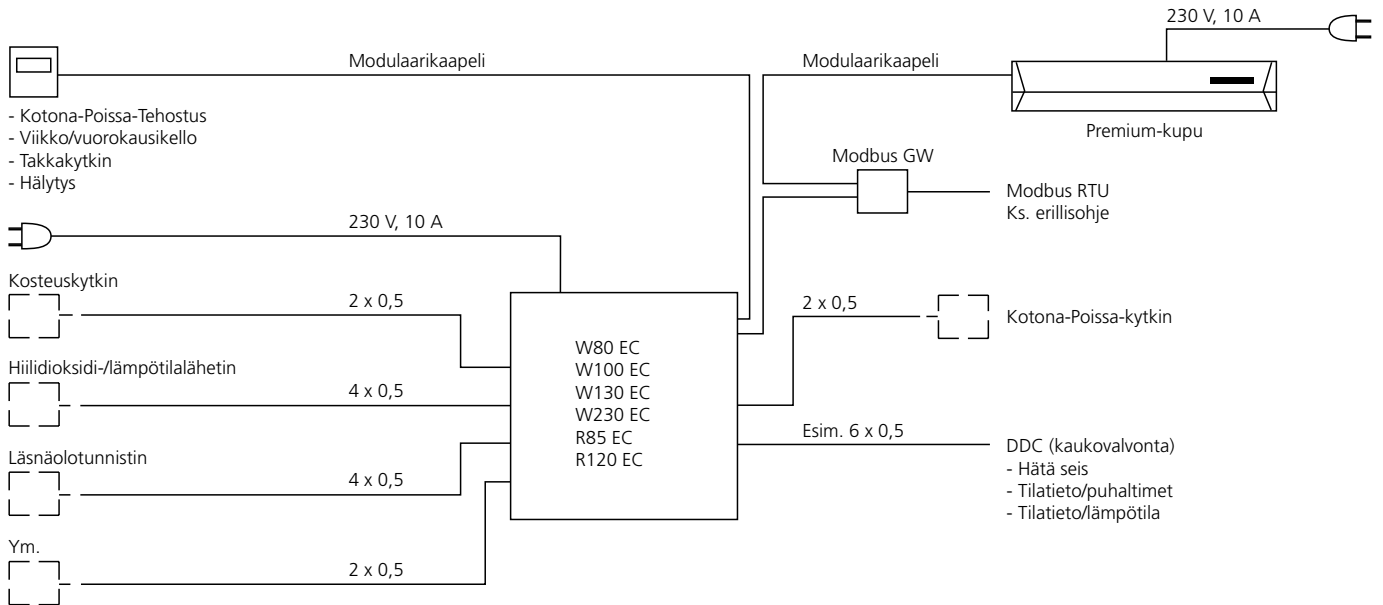 230 V, 10 A
Modulaarikaapeli
Modulaarikaapeli
Premium-kupu
- Kotona-Poissa-Tehostus
- Viikko/vuorokausikello
- Takkakytkin
- Hälytys
Modbus GW
Modbus RTU
Ks. erillisohje
230 V, 10 A
Kosteuskytkin
2 x 0,5
Hiilidioksidi-/lämpötilalähetin
4 x 0,5
Läsnäolotunnistin
4 x 0,5
Ym.
2 x 0,5
W80 EC
W100 EC
W130 EC
W230 EC
R85 EC
R120 EC
2 x 0,5
Kotona-Poissa-kytkin
Esim. 6 x 0,5
DDC (kaukovalvonta)
- Hätä seis
- Tilatieto/puhaltimet
- Tilatieto/lämpötila